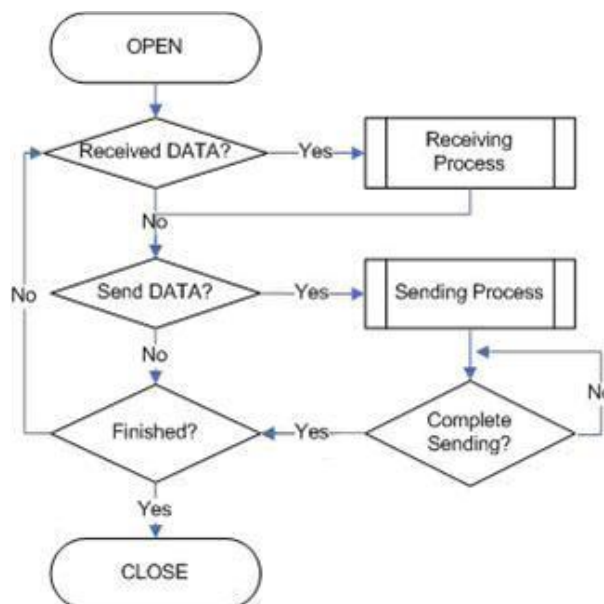 OPEN
Received DATA?
Yes
Receiving
Process
No
Send DATA?
Yes
Sending Process
No
No
Finished?
Yes
Complete
Sending?
No
Yes
CLOSE